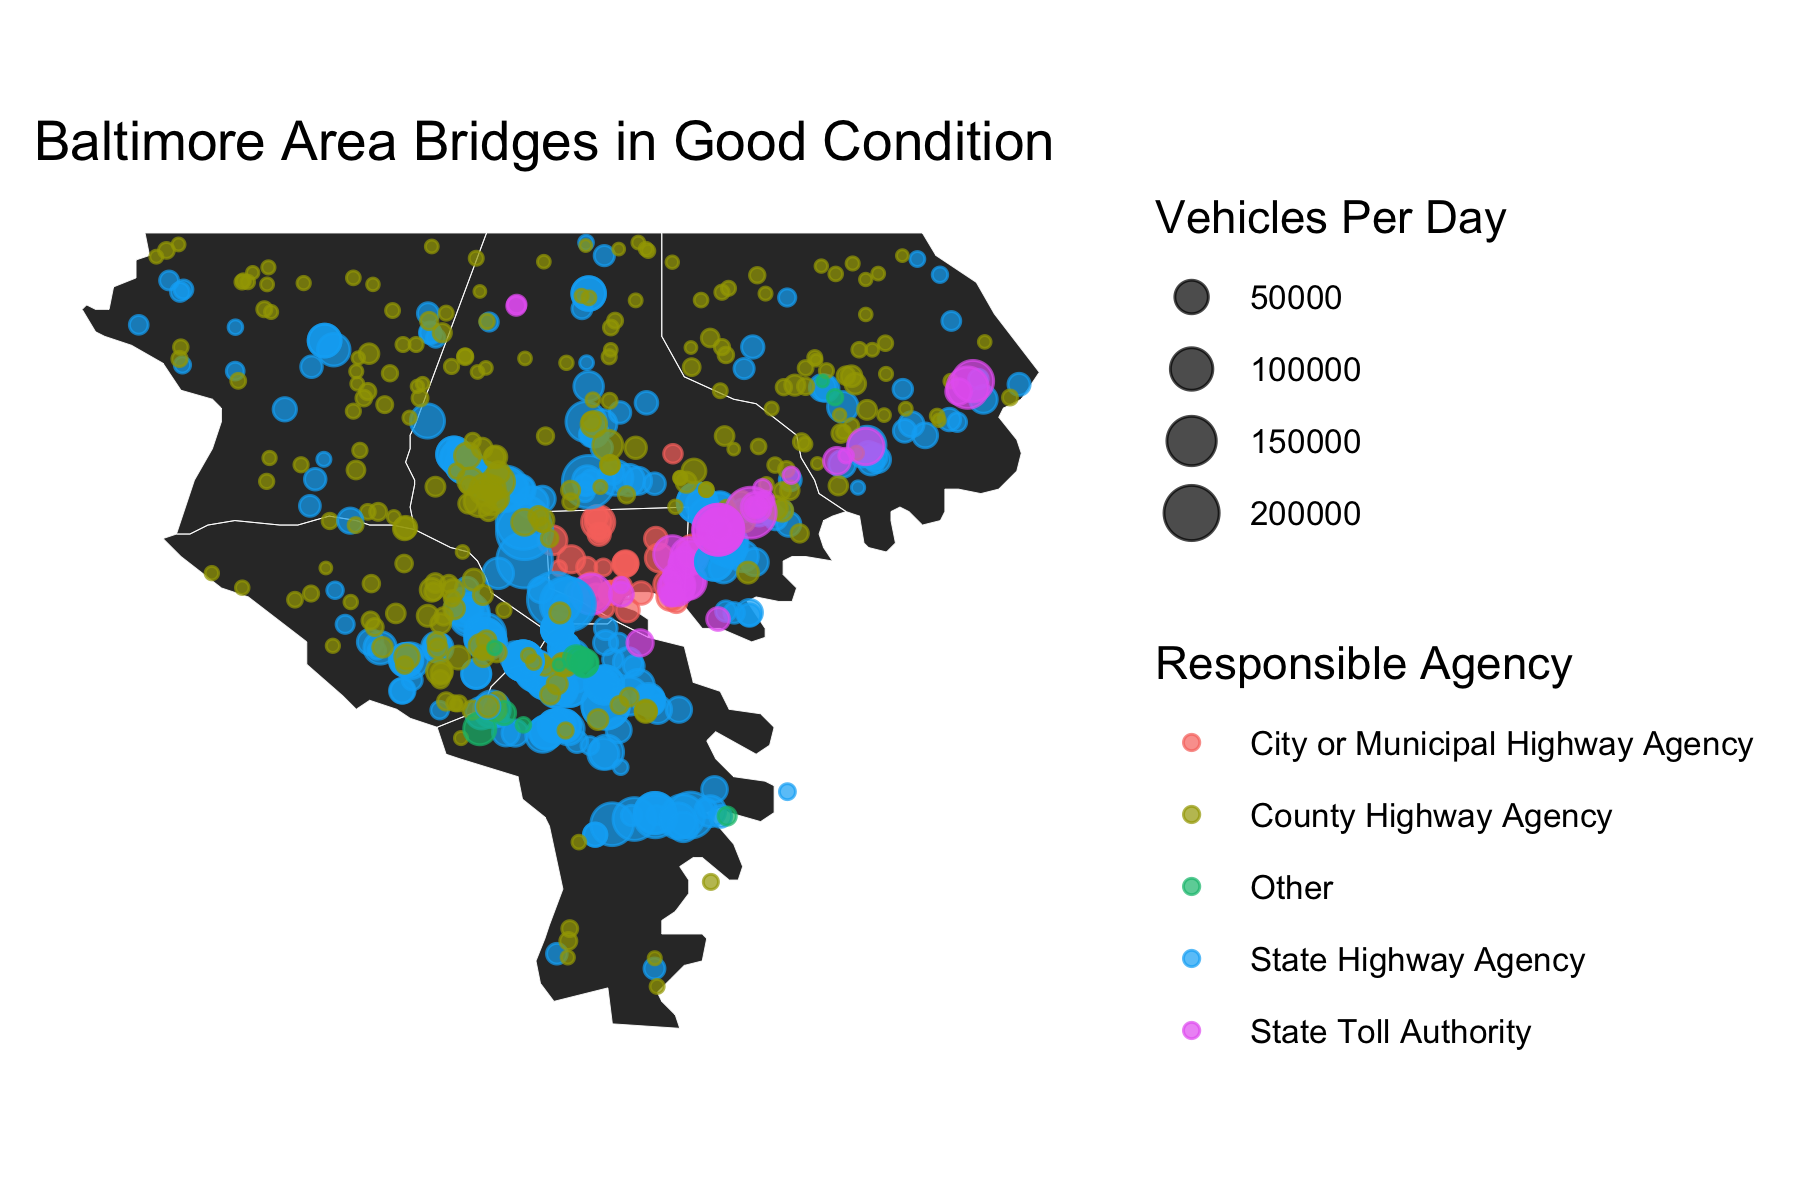 Baltimore Area Bridges in Good Condition
Vehicles Per Day
50000
100000
150000
200000
Responsible Agency
City or Municipal Highway Agency
County Highway Agency
Other
State Highway Agency
State Toll Authority